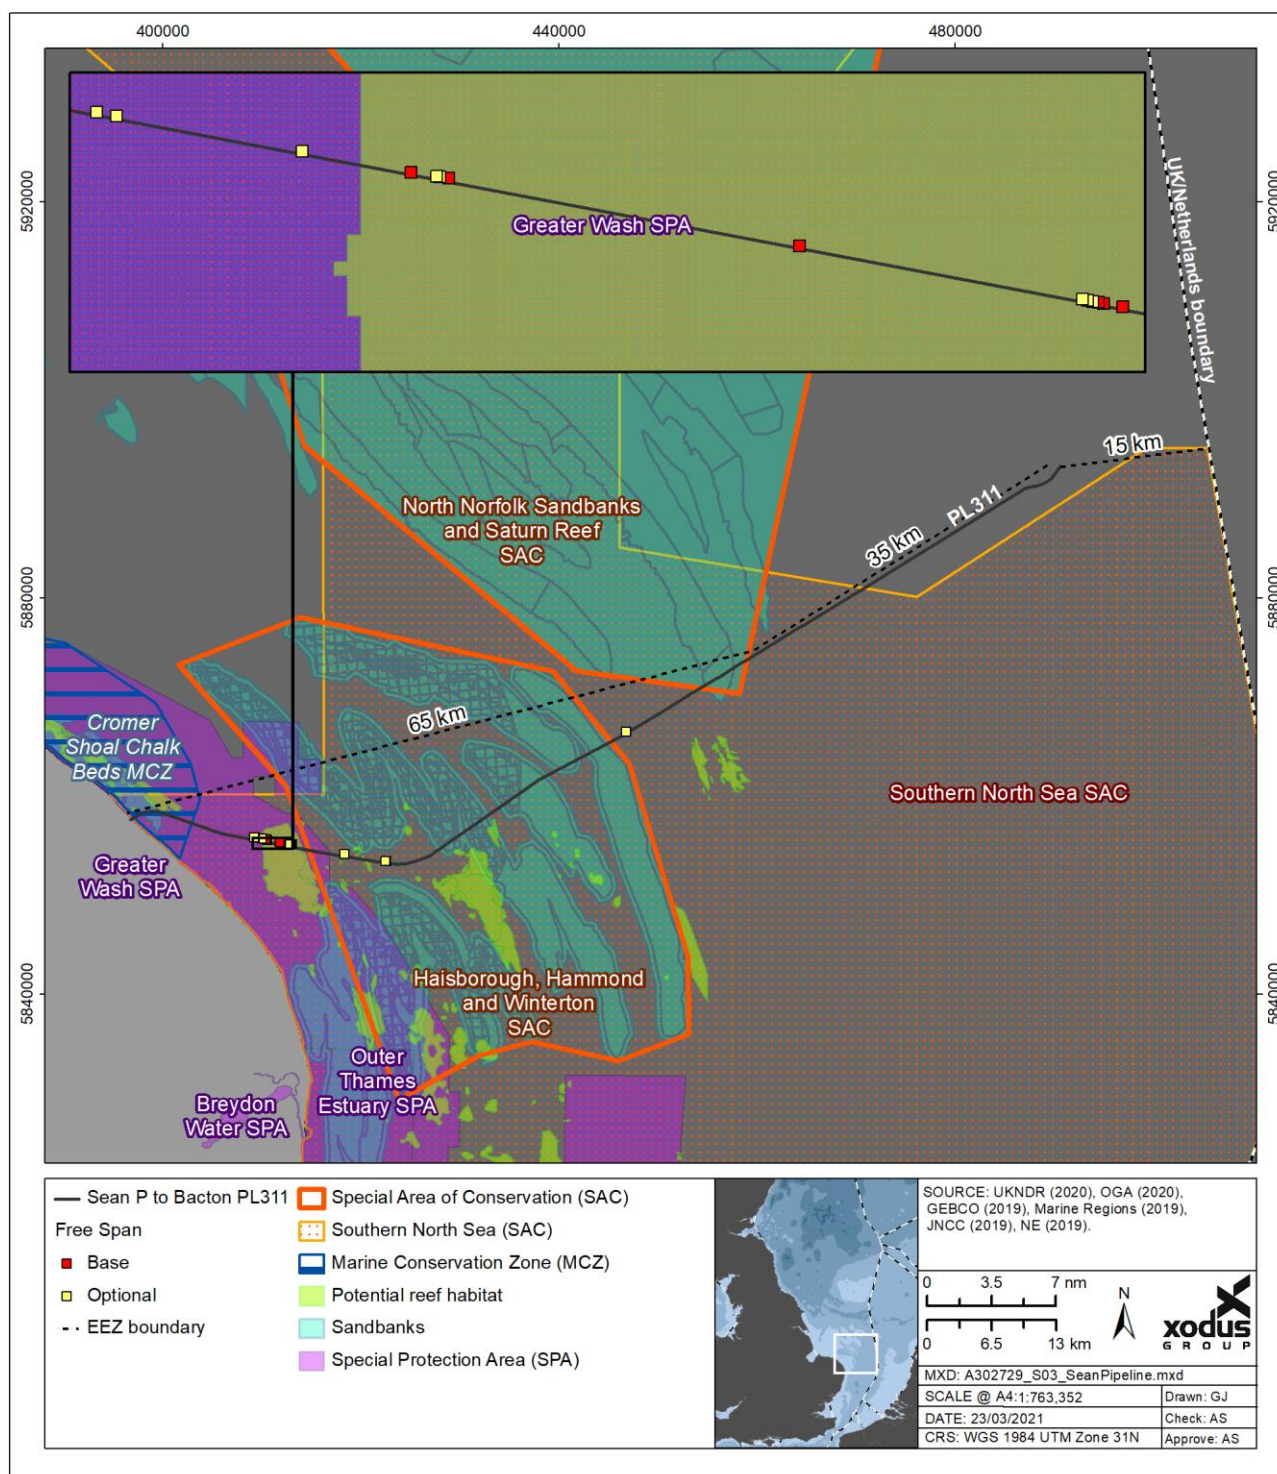 400000
440000
480000
5920000
5920000
Greater Wash SPA
UK/Netherlands boundary
15 km
PL311
35 km
North Norfolk Sandbanks
and Saturn Reef
SAC
5880000
5880000
65 km
Cromer
Shoal Chalk
Beds MCZ
Southern North Sea SAC
Greater
Wash SPA
Haisborough, Hammond
and Winterton
SAC
5840000
5840000
Outer
Thames
Estuary SPA
Breydon
Water SPA
Sean P to Bacton PL311
Free Span
Base
Optional
EEZ boundary
Special Area of Conservation (SAC)
Southern North Sea (SAC)
Marine Conservation Zone (MCZ)
Potential reef habitat
Sandbanks
Special Protection Area (SPA)
SOURCE: UKNDR (2020), OGA (2020),
GEBCO (2019), Marine Regions (2019),
JNCC (2019), NE (2019).
0 3.5 7 nm
0 6.5 13 km
N
xodus
GROUP
MXD: A302729_S03_SeanPipeline.mxd
SCALE @ A4:1:763,352
Drawn: GJ
DATE: 23/03/2021
Check: AS
CRS: WGS 1984 UTM Zone 31N
Approve: AS